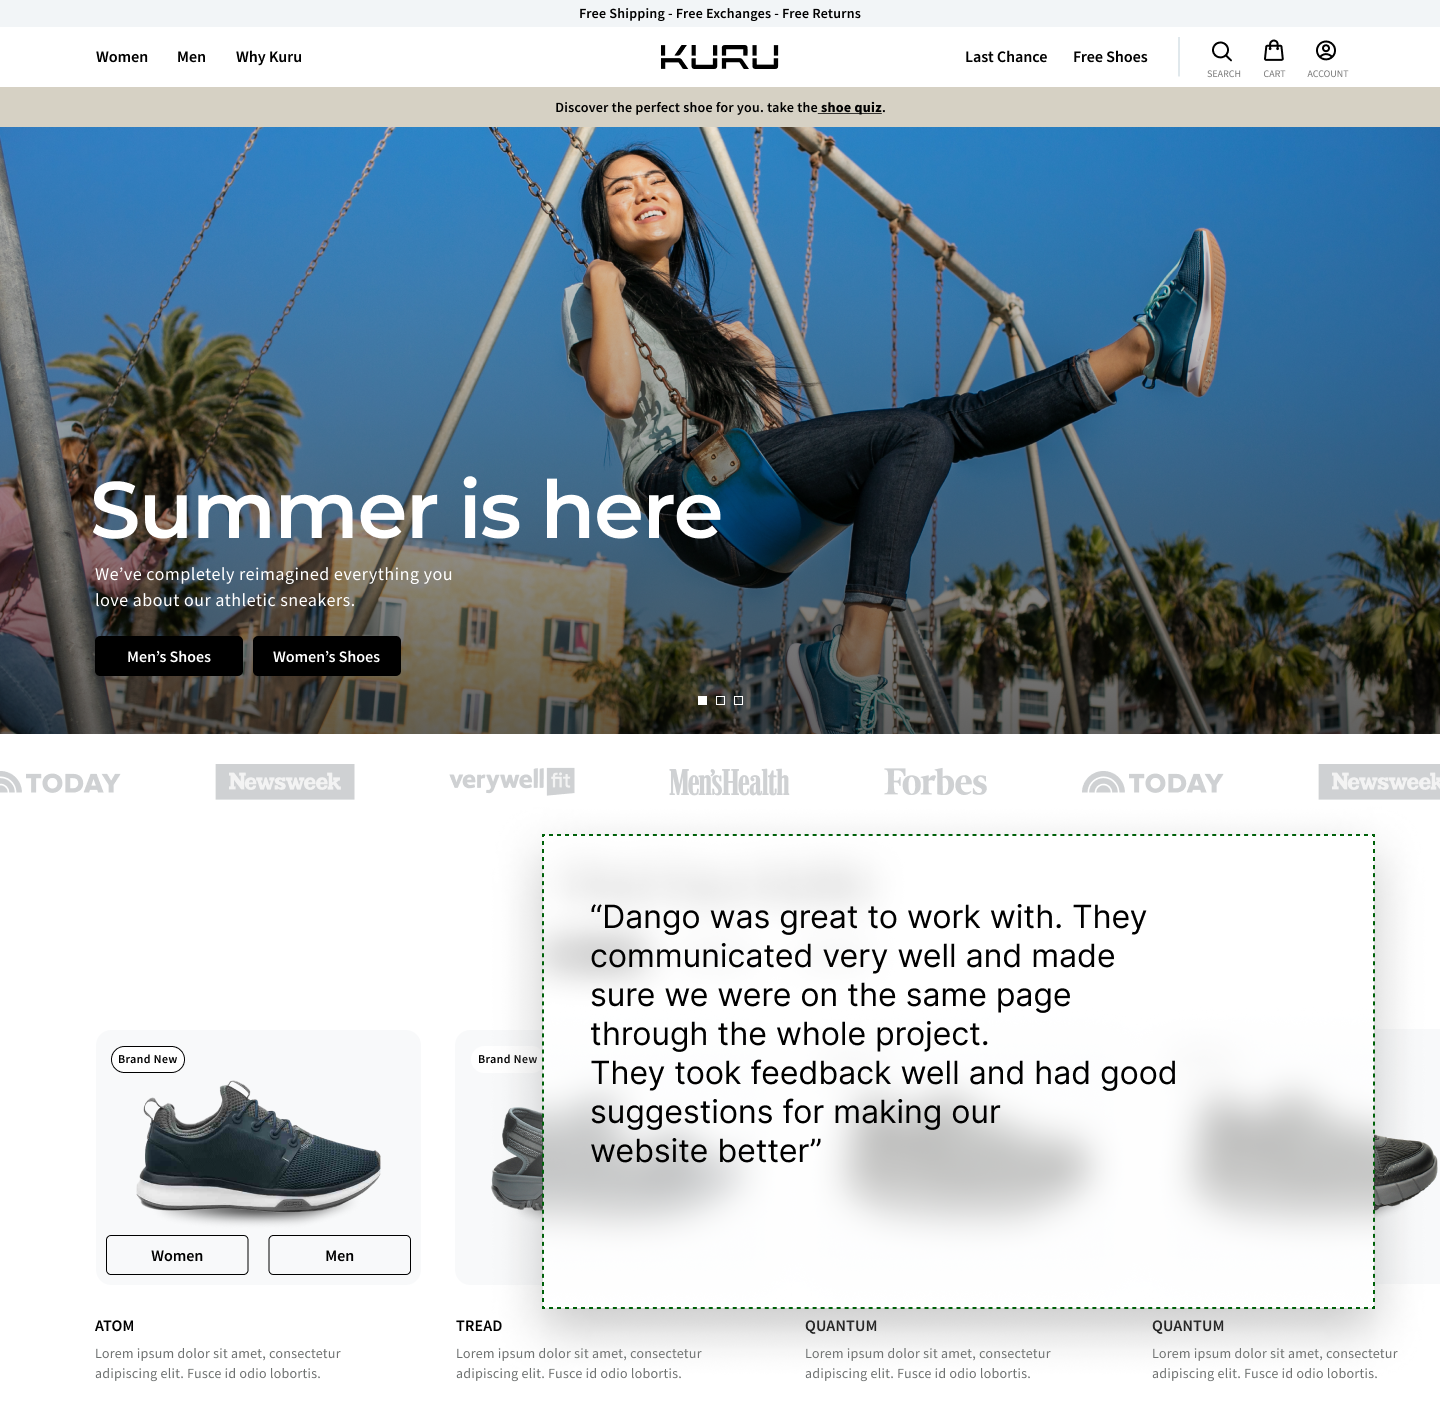 Free Shipping - Free Exchanges - Free Returns
Women Men Why Kuru
KURU
Last Chance Free Shoes
SEARCH CART ACCOUNT
Discover the perfect shoe for you. take the shoe quiz.
Summer is here
We’ve completely reimagined everything you
love about our athletic sneakers.
Men’s Shoes Women’s Shoes
TODAY Newsweek verywell fit Men'sHealth Forbes TODAY Newsweek
“Dango was great to work with. They
communicated very well and made
sure we were on the same page
through the whole project.
They took feedback well and had good
suggestions for making our
website better”
Brand New
Women Men
ATOM
Lorem ipsum dolor sit amet, consectetur
adipiscing elit. Fusce id odio lobortis.
Brand New
TREAD
Lorem ipsum dolor sit amet, consectetur
adipiscing elit. Fusce id odio lobortis.
QUANTUM
Lorem ipsum dolor sit amet, consectetur
adipiscing elit. Fusce id odio lobortis.
QUANTUM
Lorem ipsum dolor sit amet, consectetur
adipiscing elit. Fusce id odio lobortis.